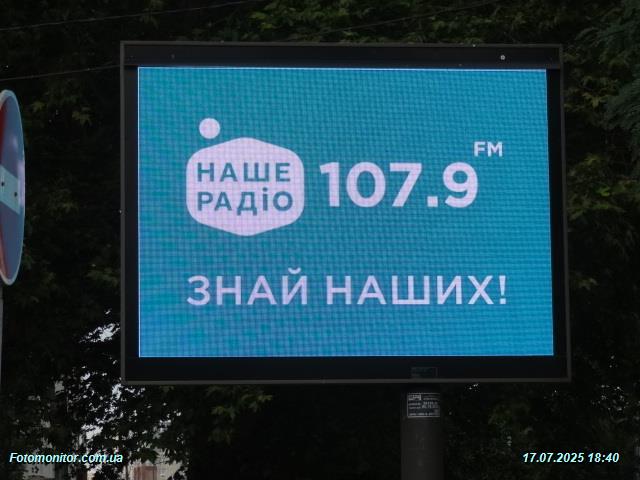 НАШЕ
РАДіО
107.9 FM
ЗНАЙ НАШИХ!
Fotomonitor.com.ua
17.07.2025 18:40